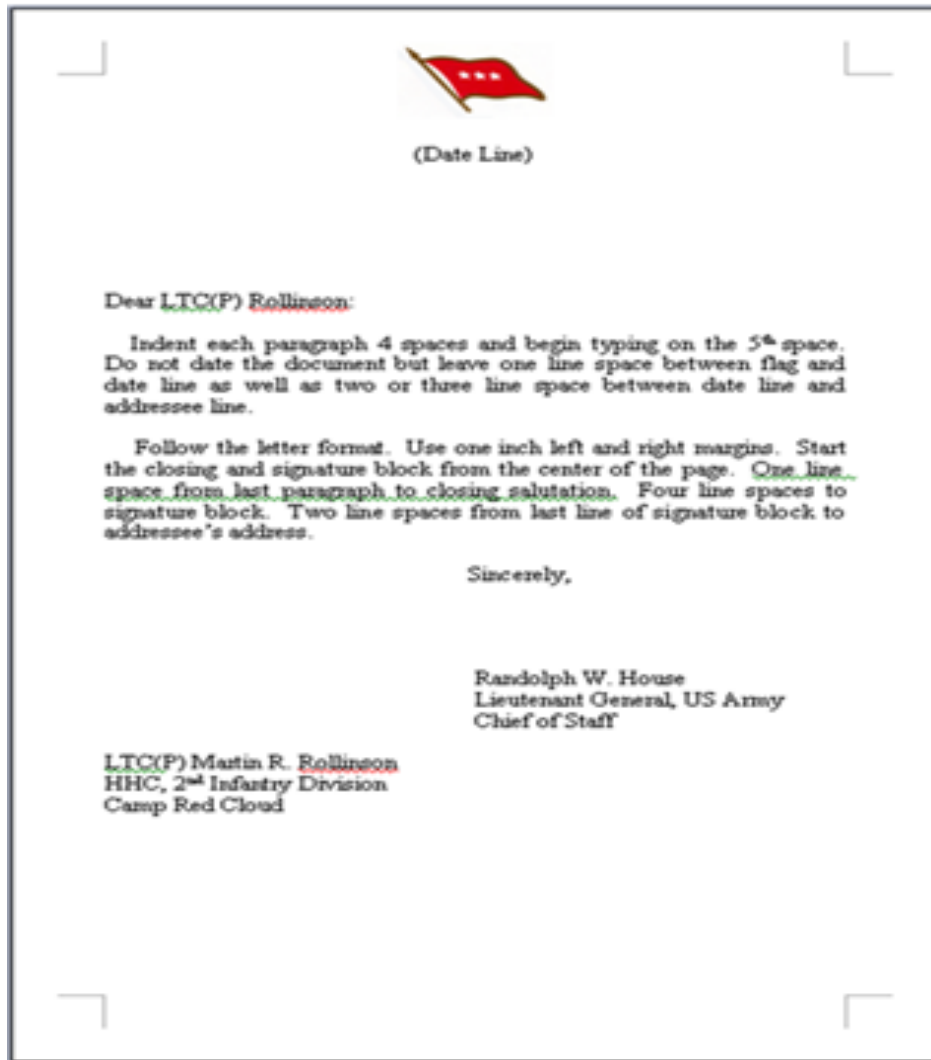 (Date Line)
Dear LTC(P) Rollinson:
Indent each paragraph 4 spaces and begin typing on the 5th space.
Do not date the document but leave one line space between flag and
date line as well as two or three line space between date line and
addressee line.
Follow the letter format. Use one inch left and right margins. Start
the closing and signature block from the center of the page. One line
space from last paragraph to closing salutation. Four line spaces to
signature block. Two line spaces from last line of signature block to
addressee's address.
Sincerely,
Randolph W. House
Lieutenant General, US Army
Chief of Staff
LTC(P) Martin R. Rollinson
HHC, 2nd Infantry Division
Camp Red Cloud